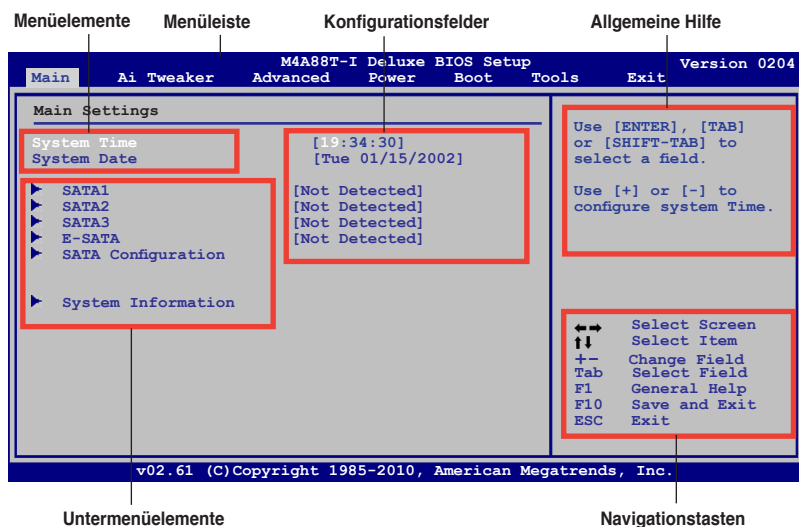 Menüelemente Menüleiste Konfigurationsfelder Allgemeine Hilfe
M4A88T-I Deluxe BIOS Setup Version 0204
Main Ai Tweaker Advanced Power Boot Tools Exit
Main Settings
System Time [19:34:30]
System Date [Tue 01/15/2002]
SATA1 [Not Detected]
SATA2 [Not Detected]
SATA3 [Not Detected]
E-SATA [Not Detected]
SATA Configuration
System Information
Use [ENTER], [TAB]
or [SHIFT-TAB] to
select a field.
Use [+] or [-] to
configure system Time.
←→ Select Screen
↑↓ Select Item
+- Change Field
Tab Select Field
F1 General Help
F10 Save and Exit
ESC Exit
v02.61 (C)Copyright 1985-2010, American Megatrends, Inc.
Untermenüelemente Navigationstasten